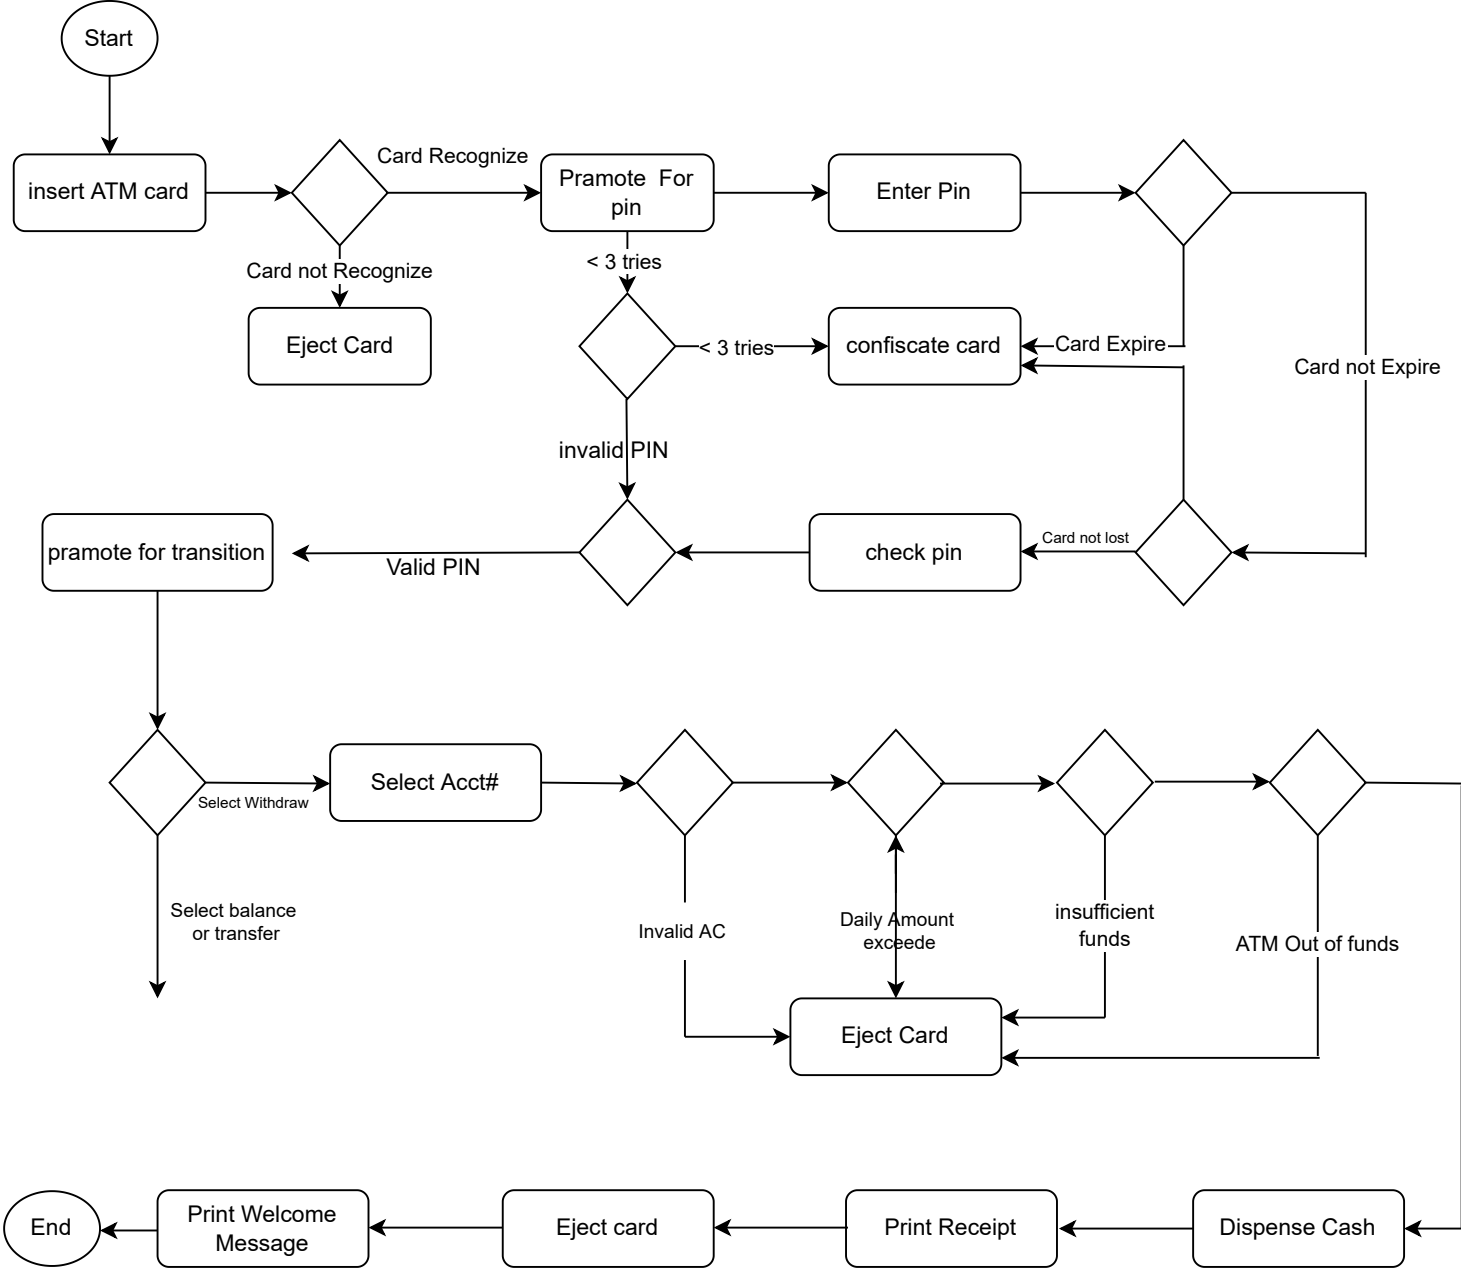 Start
insert ATM card
Card Recognize
Pramote For
pin
Enter Pin
Card not Recognize
< 3 tries
Eject Card
< 3 tries
confiscate card
Card Expire
Card not Expire
invalid PIN
pramote for transition
Valid PIN
check pin
Card not lost
Select Withdraw
Select Acct#
Select balance
or transfer
Invalid AC
Daily Amount
exceede
insufficient
funds
ATM Out of funds
Eject Card
End
Print Welcome
Message
Eject card
Print Receipt
Dispense Cash